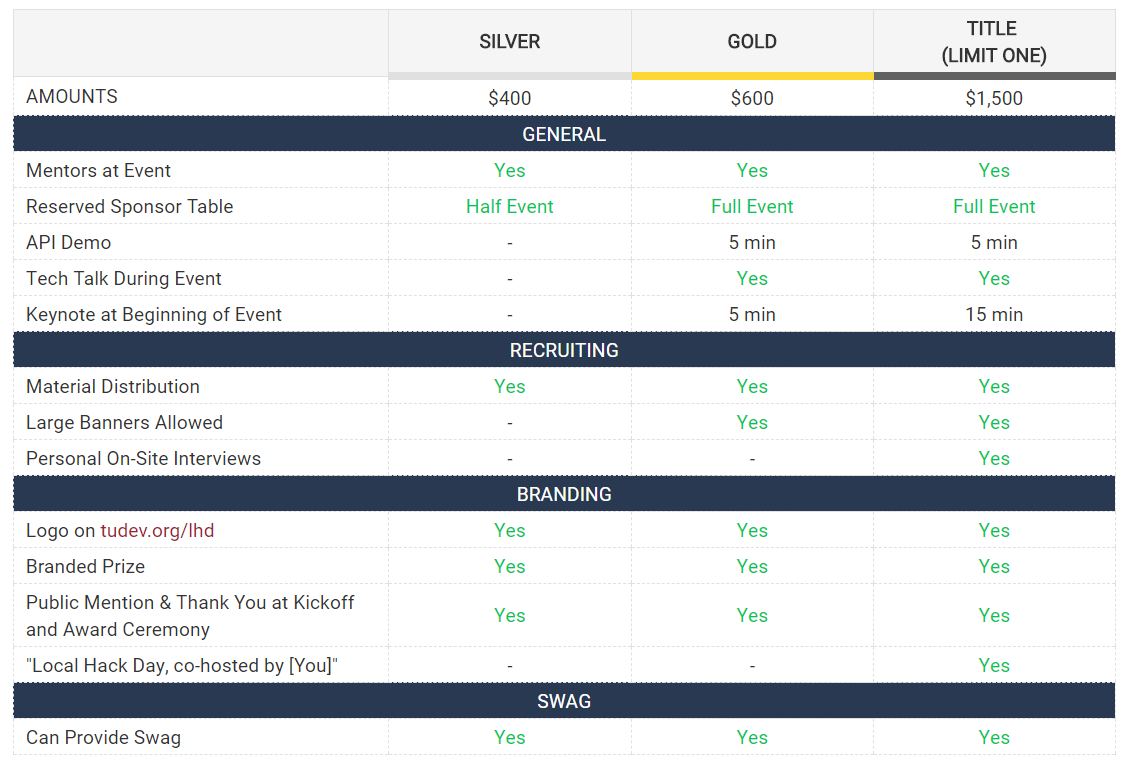 SILVER GOLD TITLE
(LIMIT ONE)
AMOUNTS $400 $600 $1,500
GENERAL
Mentors at Event Yes Yes Yes
Reserved Sponsor Table Half Event Full Event Full Event
API Demo - 5 min 5 min
Tech Talk During Event - Yes Yes
Keynote at Beginning of Event - 5 min 15 min
RECRUITING
Material Distribution Yes Yes Yes
Large Banners Allowed - Yes Yes
Personal On-Site Interviews - - Yes
BRANDING
Logo on tudev.org/lhd Yes Yes Yes
Branded Prize Yes Yes Yes
Public Mention & Thank You at Kickoff
and Award Ceremony Yes Yes Yes
"Local Hack Day, co-hosted by [You]" - - Yes
SWAG
Can Provide Swag Yes Yes Yes